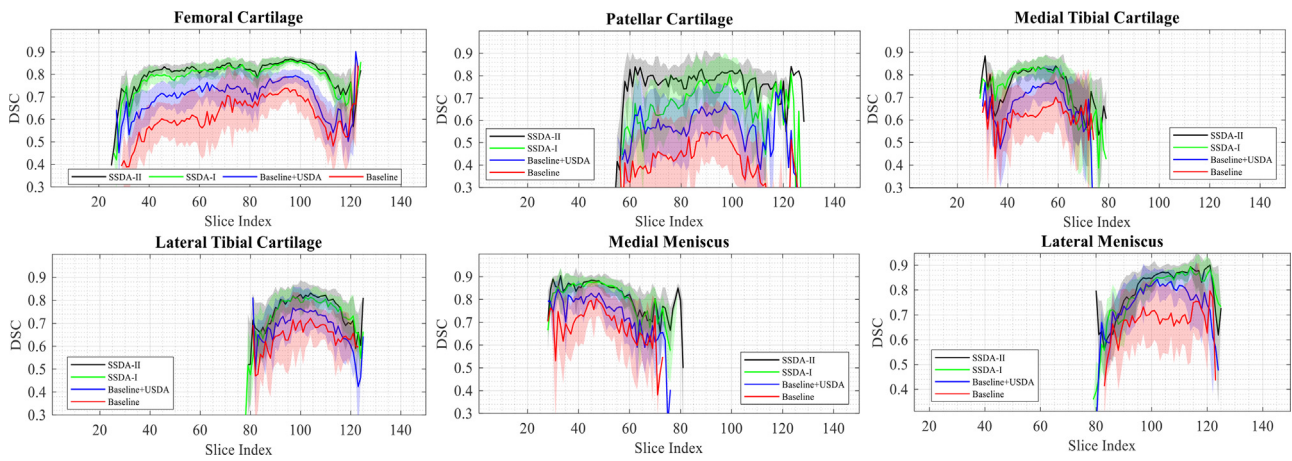 Femoral Cartilage
DSC
0.9
0.8
0.7
0.6
0.5
0.4
0.3
SSDA-II SSDA-I Baseline+USDA Baseline
20 40 60 80 100 120 140
Slice Index
Patellar Cartilage
DSC
0.9
0.8
0.7
0.6
0.5
0.4
0.3
SSDA-II
SSDA-I
Baseline+USDA
Baseline
20 40 60 80 100 120 140
Slice Index
Medial Tibial Cartilage
DSC
0.9
0.8
0.7
0.6
0.5
0.4
0.3
SSDA-II
SSDA-I
Baseline+USDA
Baseline
20 40 60 80 100 120 140
Slice Index
Lateral Tibial Cartilage
DSC
0.9
0.8
0.7
0.6
0.5
0.4
0.3
SSDA-II
SSDA-I
Baseline+USDA
Baseline
20 40 60 80 100 120 140
Slice Index
Medial Meniscus
DSC
0.9
0.8
0.7
0.6
0.5
0.4
0.3
SSDA-II
SSDA-I
Baseline+USDA
Baseline
20 40 60 80 100 120 140
Slice Index
Lateral Meniscus
DSC
0.9
0.8
0.7
0.6
0.5
0.4
SSDA-II
SSDA-I
Baseline+USDA
Baseline
20 40 60 80 100 120 140
Slice Index